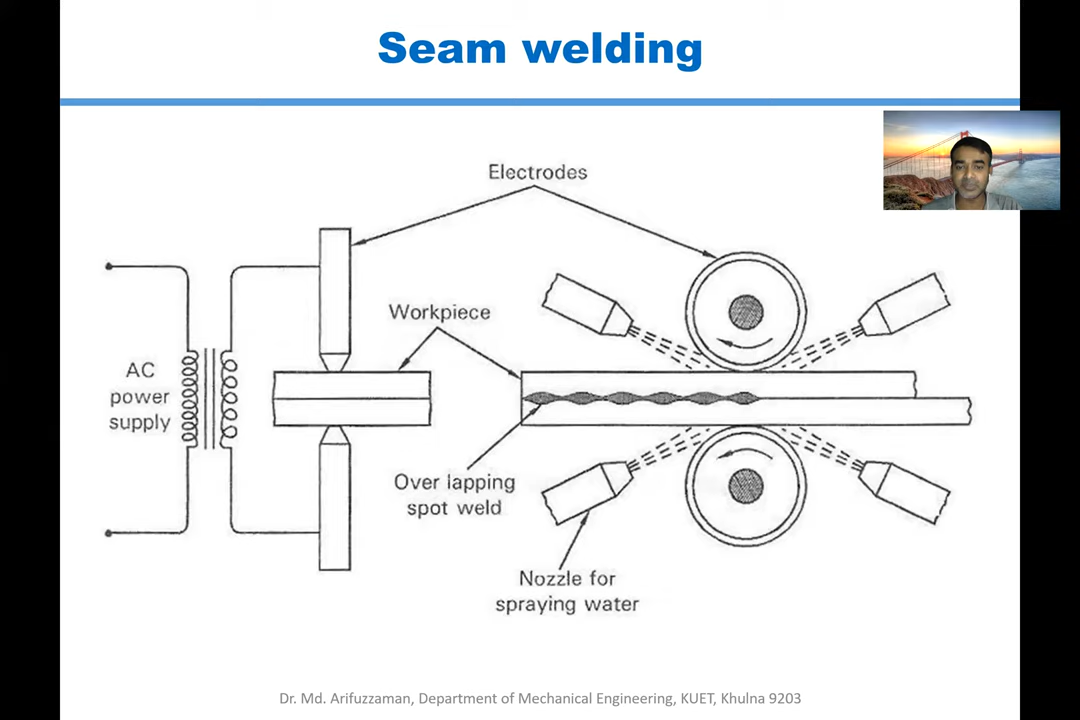 Seam welding
Electrodes
Workpiece
AC
power
supply
Over lapping
spot weld
Nozzle for
spraying water
Dr. Md. Arifuzzaman, Department of Mechanical Engineering, KUET, Khulna 9203